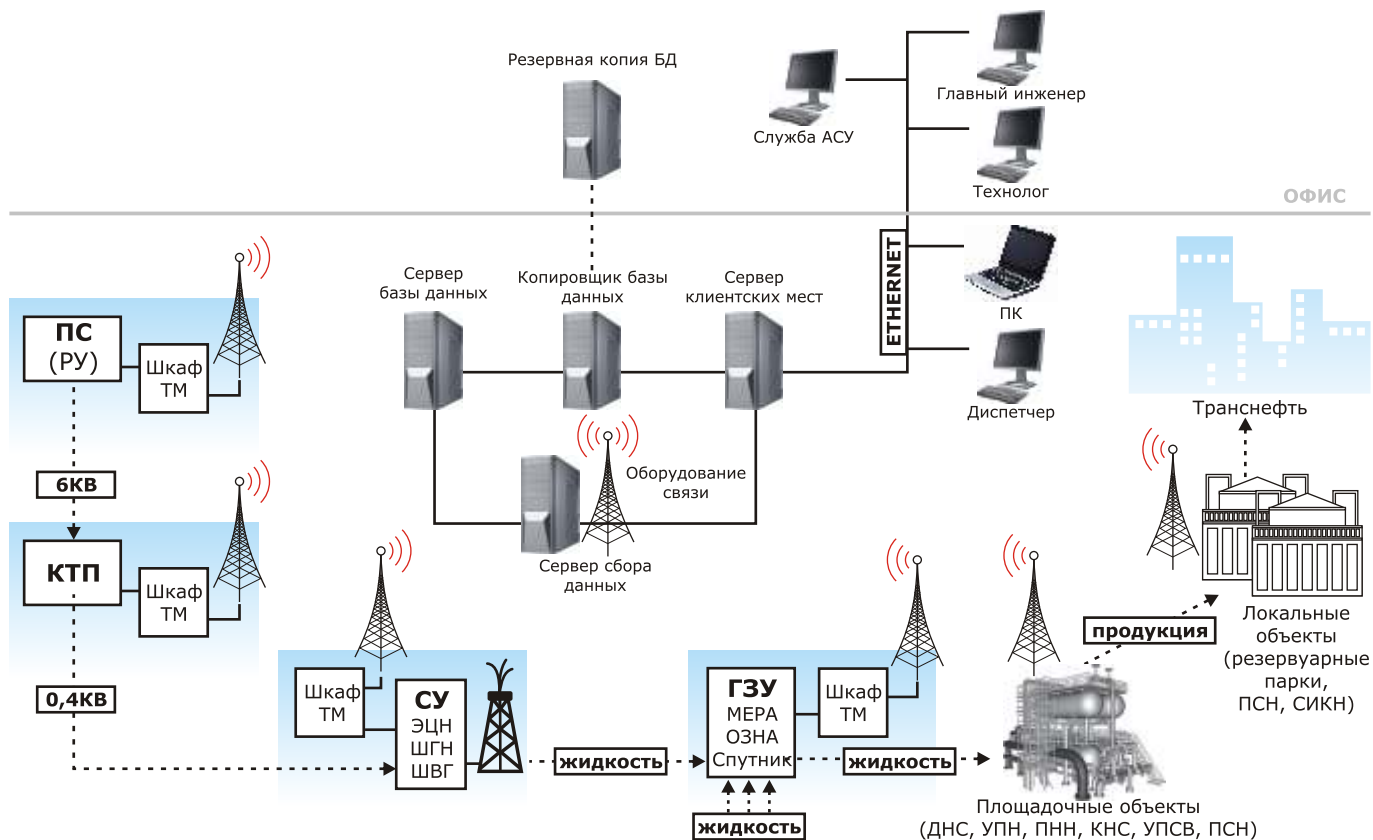 Резервная копия БД
Служба АСУ
Главный инженер
Технолог
ОФИС
ETHERNET
ПК
Диспетчер
Сервер
базы данных
Копировщик базы
данных
Сервер
клиентских мест
Оборудование
связи
Сервер сбора
данных
ПС
(РУ)
Шкаф
ТМ
6КВ
КТП
Шкаф
ТМ
0,4КВ
Шкаф
ТМ
СУ
ЭЦН
ШГН
ШВГ
жидкость
ГЗУ
МЕРА
ОЗНА
Спутник
Шкаф
ТМ
жидкость
жидкость
Площадочные объекты
(ДНС, УПН, ПНН, КНС, УПСВ, ПСН)
продукция
Транснефть
Локальные
объекты
(резервуарные
парки,
ПСН, СИКН)